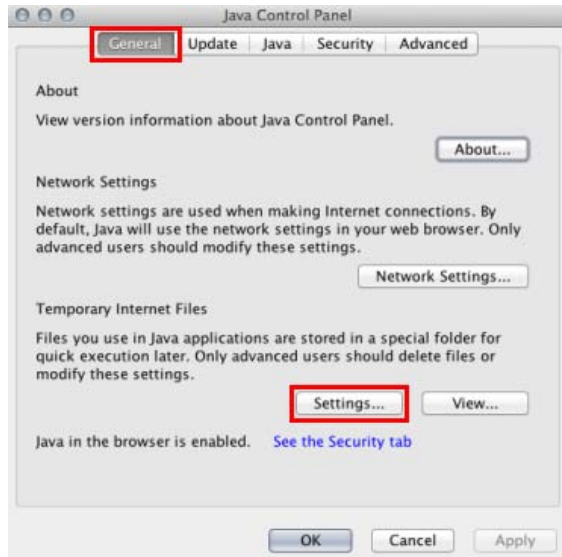 Java Control Panel
General Update Java Security Advanced
About
View version information about Java Control Panel.
About...
Network Settings
Network settings are used when making Internet connections. By
default, Java will use the network settings in your web browser. Only
advanced users should modify these settings.
Network Settings...
Temporary Internet Files
Files you use in Java applications are stored in a special folder for
quick execution later. Only advanced users should delete files or
modify these settings.
Settings... View...
Java in the browser is enabled. See the Security tab
OK Cancel Apply